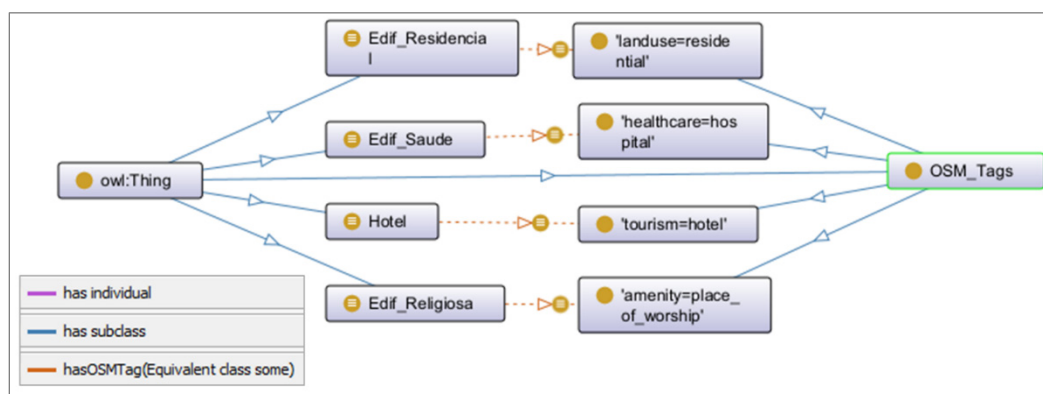 Edif_Residencia
l
'landuse=reside
ntial'
Edif_Saude
'healthcare=hos
pital'
owl:Thing
OSM_Tags
Hotel
'tourism=hotel'
Edif_Religiosa
'amenity=place_
of_worship'
has individual
has subclass
hasOSMTag(Equivalent class some)